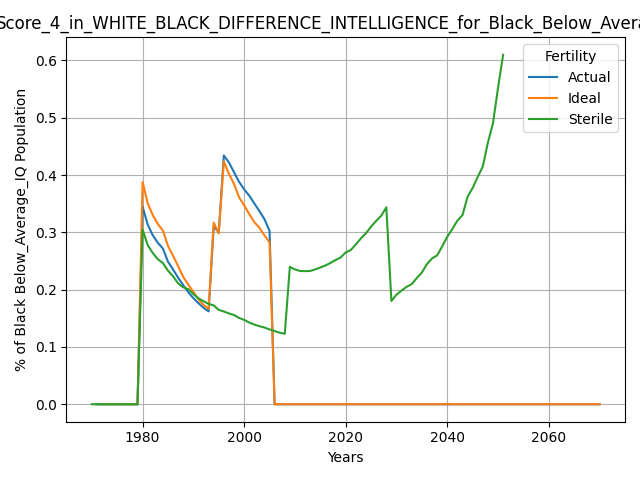 Score_4_in_WHITE_BLACK_DIFFERENCE_INTELLIGENCE_for_Black_Below_Avera
Fertility
Actual
Ideal
Sterile
% of Black Below_Average_IQ Population
0.6
0.5
0.4
0.3
0.2
0.1
0.0
1980 2000 2020 2040 2060
Years